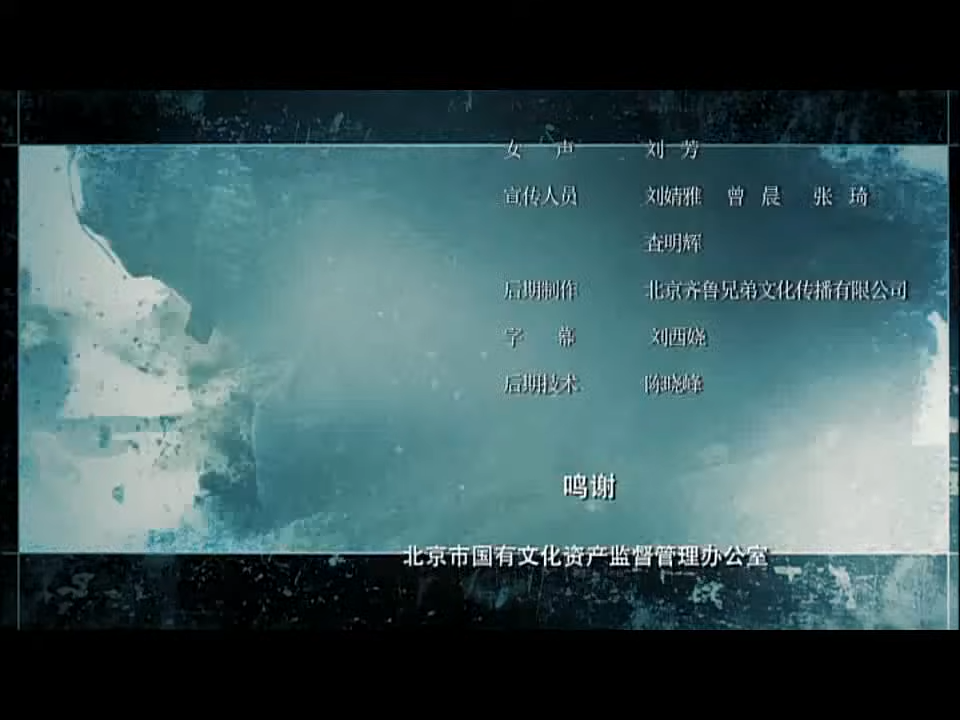 女 声 刘 芳
宣传人员 刘婧雅 曾 晨 张 琦
查明辉
后期制作 北京齐鲁兄弟文化传播有限公司
字 幕 刘西娆
后期技术 陈晓峰
鸣谢
北京市国有文化资产监督管理办公室